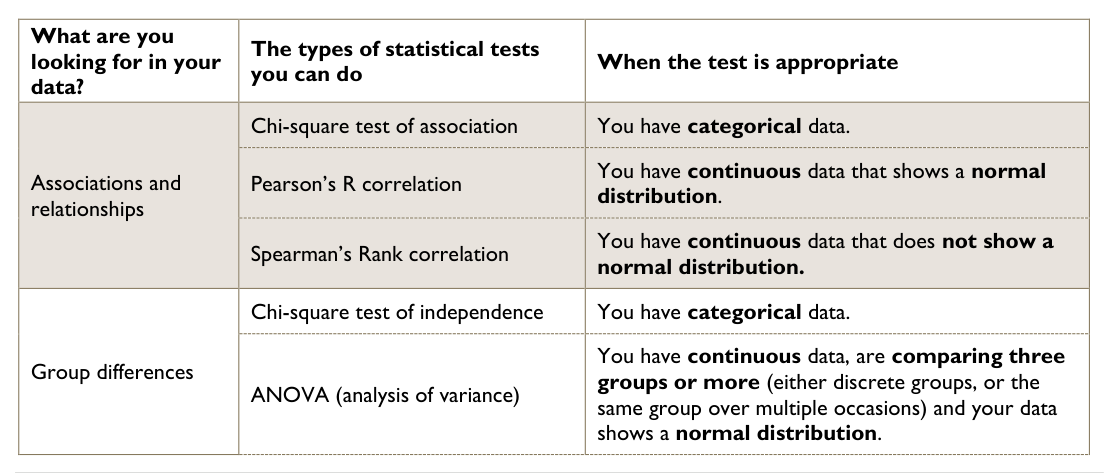 What are you
looking for in your
data?
The types of statistical tests
you can do
When the test is appropriate
Associations and
relationships
Chi-square test of association
You have categorical data.
Pearson’s R correlation
You have continuous data that shows a normal
distribution.
Spearman’s Rank correlation
You have continuous data that does not show a
normal distribution.
Group differences
Chi-square test of independence
You have categorical data.
ANOVA (analysis of variance)
You have continuous data, are comparing three
groups or more (either discrete groups, or the
same group over multiple occasions) and your data
shows a normal distribution.